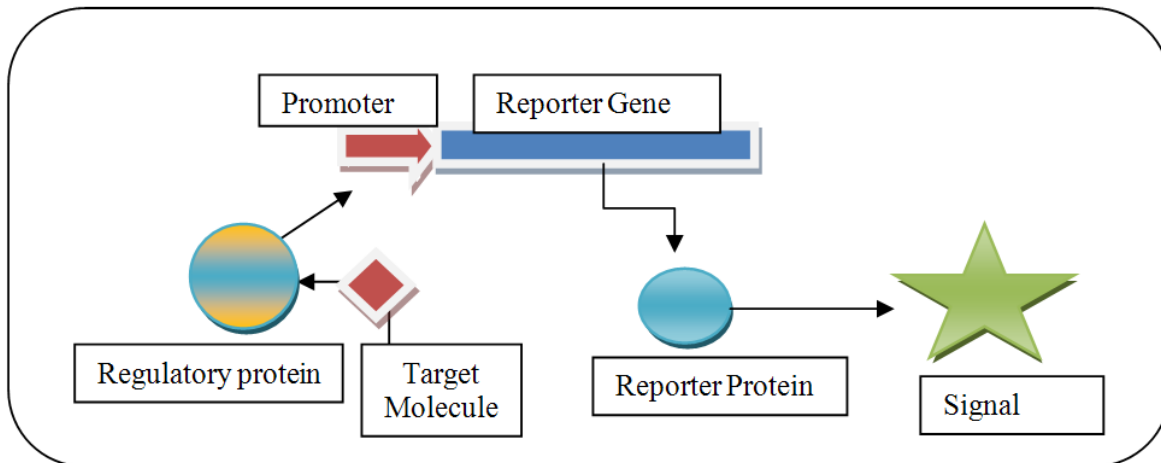 Promoter
Reporter Gene
Regulatory protein
Target
Molecule
Reporter Protein
Signal